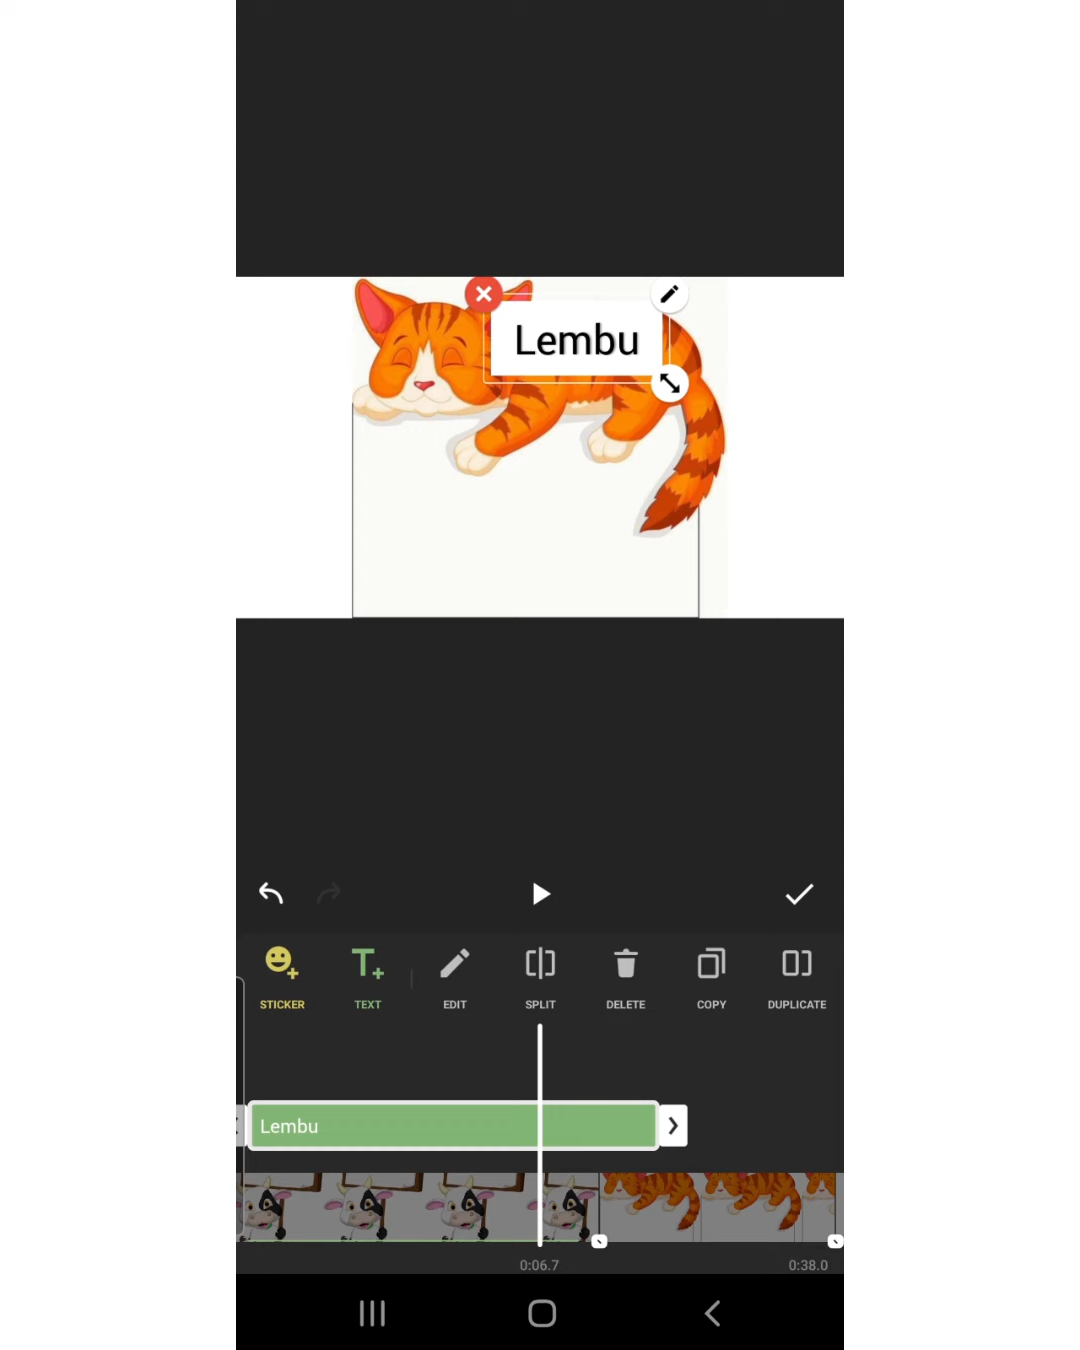 Lembu
STICKER
TEXT
EDIT
SPLIT
DELETE
COPY
DUPLICATE
Lembu
0:06.7
0:38.0